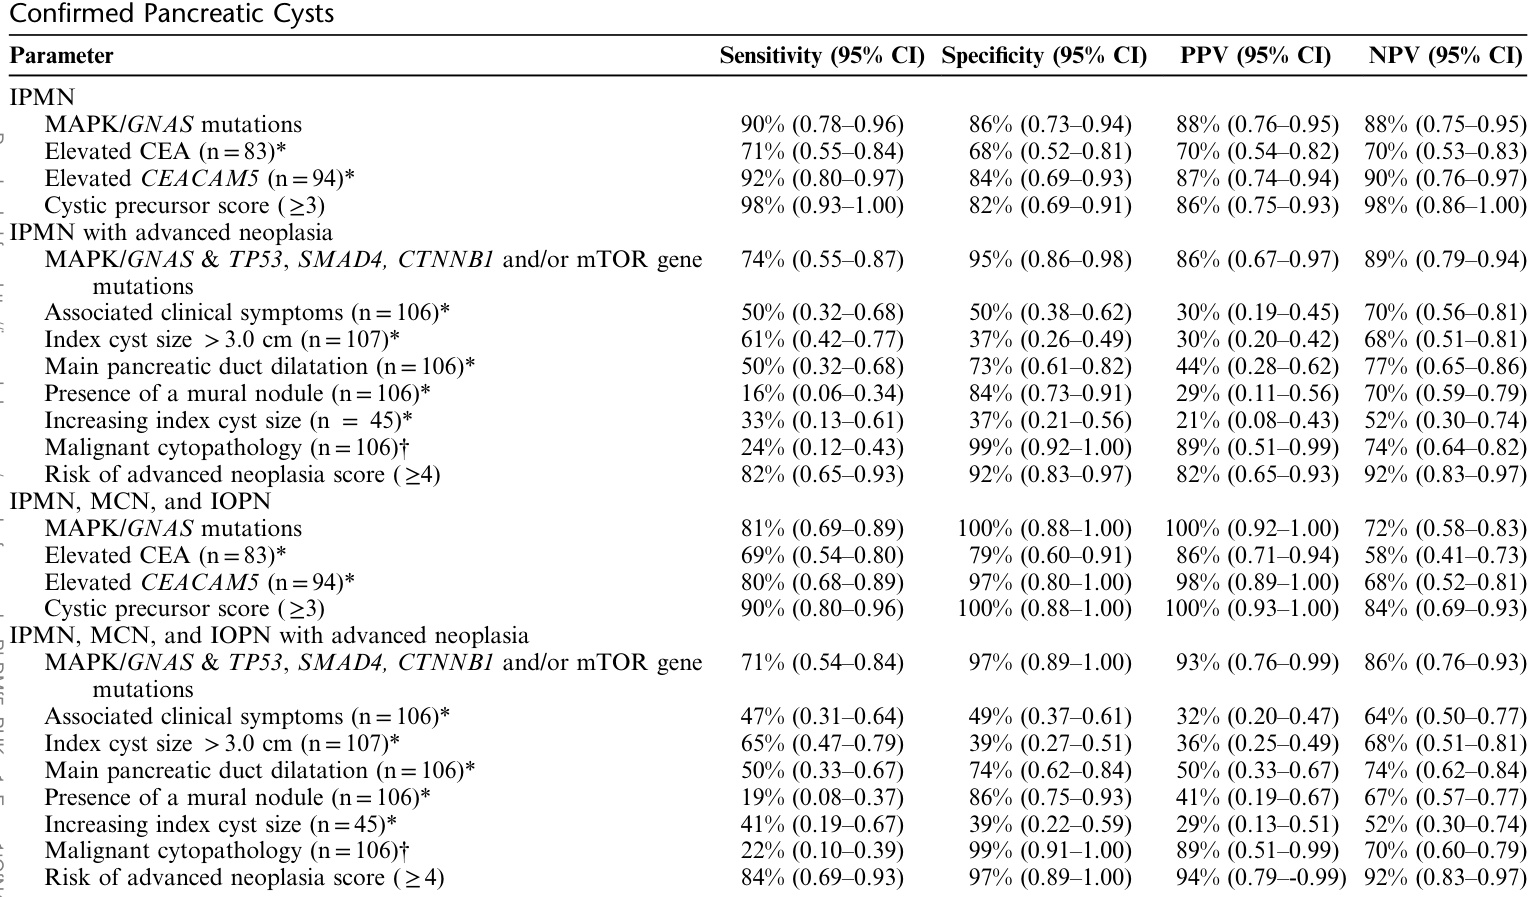 Confirmed Pancreatic Cysts
Parameter Sensitivity (95% CI) Specificity (95% CI) PPV (95% CI) NPV (95% CI)
IPMN
MAPK/GNAS mutations 90% (0.78–0.96) 86% (0.73–0.94) 88% (0.76–0.95) 88% (0.75–0.95)
Elevated CEA (n = 83)* 71% (0.55–0.84) 68% (0.52–0.81) 70% (0.54–0.82) 70% (0.53–0.83)
Elevated CEACAM5 (n = 94)* 92% (0.80–0.97) 84% (0.69–0.93) 87% (0.74–0.94) 90% (0.76–0.97)
Cystic precursor score (≥3) 98% (0.93–1.00) 82% (0.69–0.91) 86% (0.75–0.93) 98% (0.86–1.00)
IPMN with advanced neoplasia
MAPK/GNAS & TP53, SMAD4, CTNNB1 and/or mTOR gene 74% (0.55–0.87) 95% (0.86–0.98) 86% (0.67–0.97) 89% (0.79–0.94)
mutations
Associated clinical symptoms (n = 106)* 50% (0.32–0.68) 50% (0.38–0.62) 30% (0.19–0.45) 70% (0.56–0.81)
Index cyst size >3.0 cm (n = 107)* 61% (0.42–0.77) 37% (0.26–0.49) 30% (0.20–0.42) 68% (0.51–0.81)
Main pancreatic duct dilatation (n = 106)* 50% (0.32–0.68) 73% (0.61–0.82) 44% (0.28–0.62) 77% (0.65–0.86)
Presence of a mural nodule (n = 106)* 16% (0.06–0.34) 84% (0.73–0.91) 29% (0.11–0.56) 70% (0.59–0.79)
Increasing index cyst size (n = 45)* 33% (0.13–0.61) 37% (0.21–0.56) 21% (0.08–0.43) 52% (0.30–0.74)
Malignant cytopathology (n = 106)† 24% (0.12–0.43) 99% (0.92–1.00) 89% (0.51–0.99) 74% (0.64–0.82)
Risk of advanced neoplasia score (≥4) 82% (0.65–0.93) 92% (0.83–0.97) 82% (0.65–0.93) 92% (0.83–0.97)
IPMN, MCN, and IOPN
MAPK/GNAS mutations 81% (0.69–0.89) 100% (0.88–1.00) 100% (0.92–1.00) 72% (0.58–0.83)
Elevated CEA (n = 83)* 69% (0.54–0.80) 79% (0.60–0.91) 86% (0.71–0.94) 58% (0.41–0.73)
Elevated CEACAM5 (n = 94)* 80% (0.68–0.89) 97% (0.80–1.00) 98% (0.89–1.00) 68% (0.52–0.81)
Cystic precursor score (≥3) 90% (0.80–0.96) 100% (0.88–1.00) 100% (0.93–1.00) 84% (0.69–0.93)
IPMN, MCN, and IOPN with advanced neoplasia
MAPK/GNAS & TP53, SMAD4, CTNNB1 and/or mTOR gene 71% (0.54–0.84) 97% (0.89–1.00) 93% (0.76–0.99) 86% (0.76–0.93)
mutations
Associated clinical symptoms (n = 106)* 47% (0.31–0.64) 49% (0.37–0.61) 32% (0.20–0.47) 64% (0.50–0.77)
Index cyst size >3.0 cm (n = 107)* 65% (0.47–0.79) 39% (0.27–0.51) 36% (0.25–0.49) 68% (0.51–0.81)
Main pancreatic duct dilatation (n = 106)* 50% (0.33–0.67) 74% (0.62–0.84) 50% (0.33–0.67) 74% (0.62–0.84)
Presence of a mural nodule (n = 106)* 19% (0.08–0.37) 86% (0.75–0.93) 41% (0.19–0.67) 67% (0.57–0.77)
Increasing index cyst size (n = 45)* 41% (0.19–0.67) 39% (0.22–0.59) 29% (0.13–0.51) 52% (0.30–0.74)
Malignant cytopathology (n = 106)† 22% (0.10–0.39) 99% (0.91–1.00) 89% (0.51–0.99) 70% (0.60–0.79)
Risk of advanced neoplasia score (≥4) 84% (0.69–0.93) 97% (0.89–1.00) 94% (0.79–-0.99) 92% (0.83–0.97)